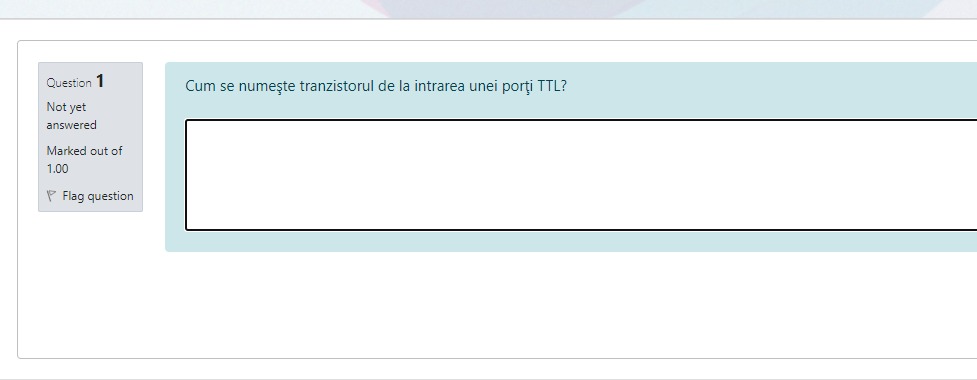 Question 1
Not yet
answered
Marked out of
1.00
Flag question
Cum se numeşte tranzistorul de la intrarea unei porţi TTL?